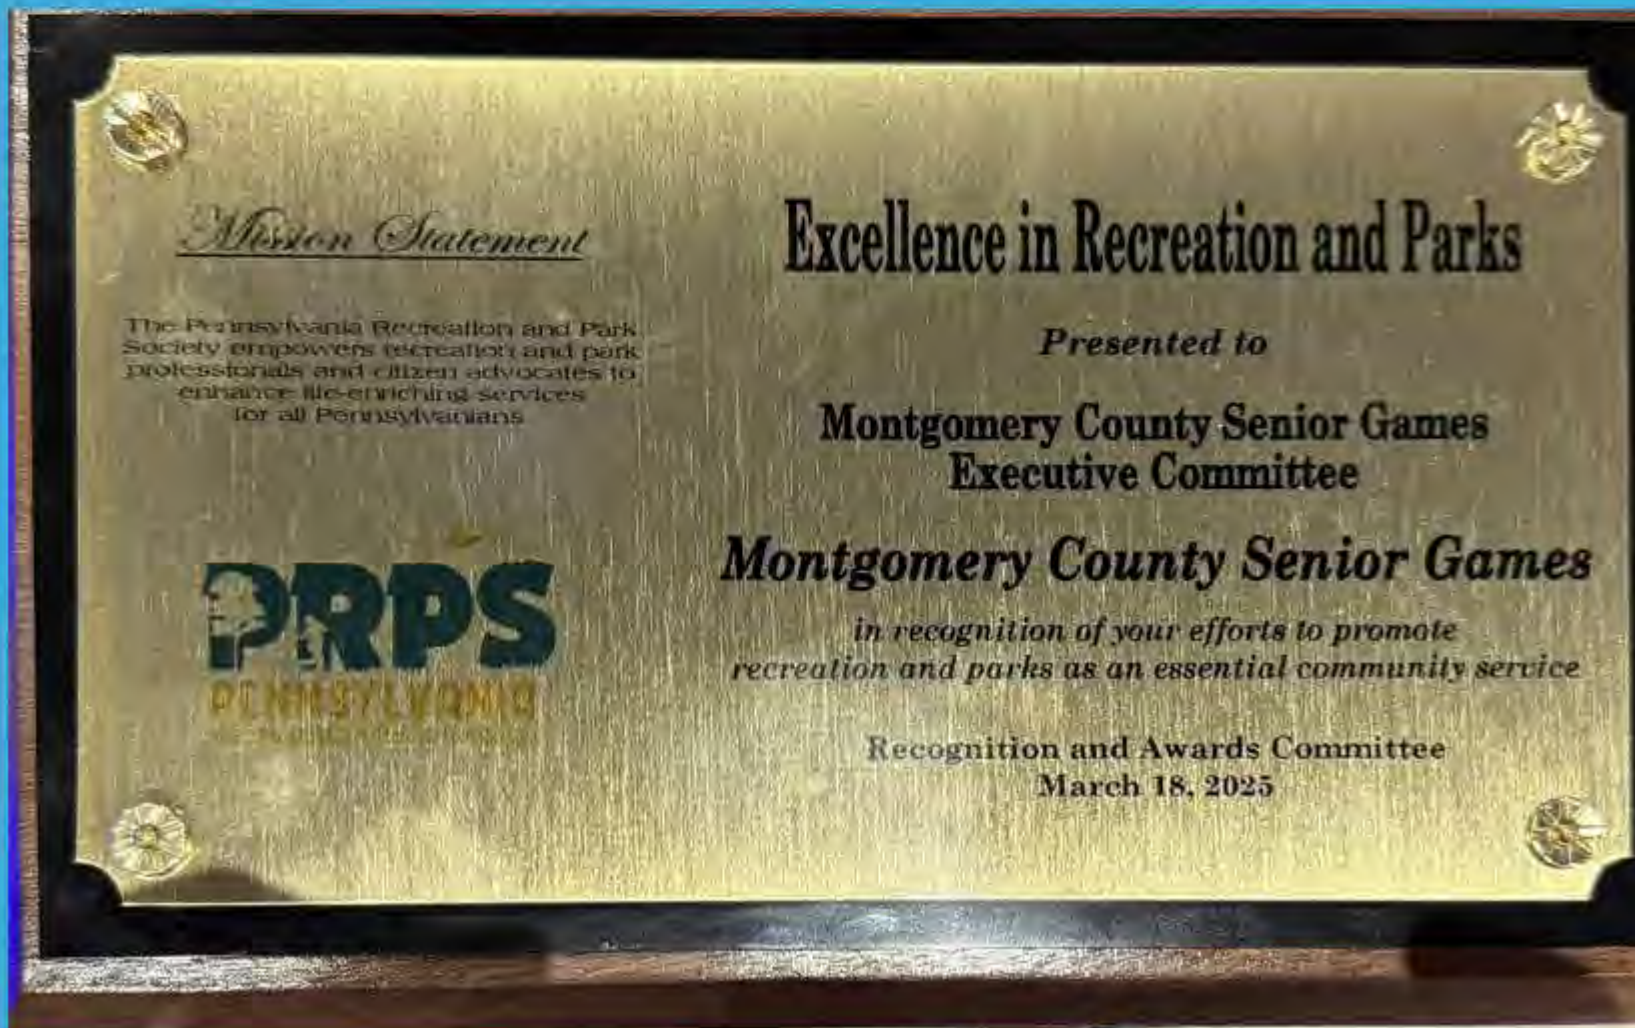 Mission Statement
The Pennsylvania Recreation and Park
Society empowers recreation and park
professionals and citizen advocates to
enhance life-enriching services
for all Pennsylvanians
PRPS
PENNSYLVANIA
Excellence in Recreation and Parks
Presented to
Montgomery County Senior Games
Executive Committee
Montgomery County Senior Games
in recognition of your efforts to promote
recreation and parks as an essential community service
Recognition and Awards Committee
March 18, 2025